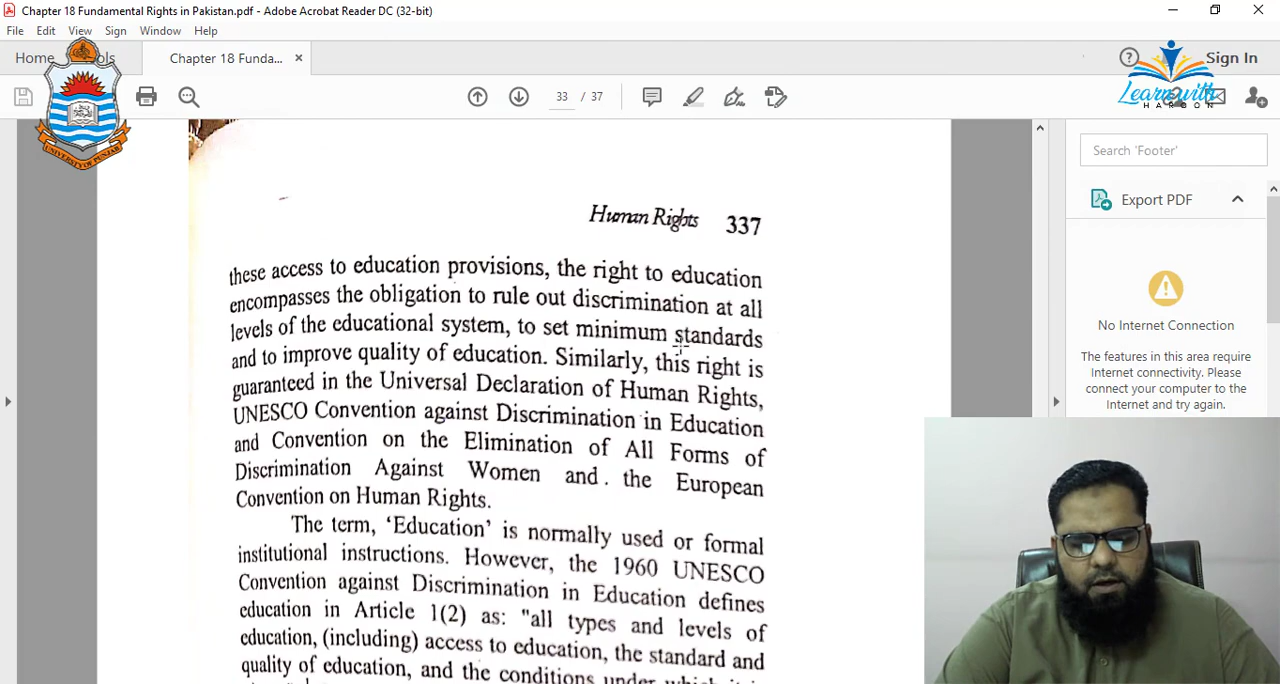 Chapter 18 Fundamental Rights in Pakistan.pdf - Adobe Acrobat Reader DC (32-bit)
File Edit View Sign Window Help
Home
Chapter 18 Funda... ×
Sign In
33 / 37
Learn with
HAROON
UNIVERSITY OF PUNJAB
Search 'Footer'
Export PDF
No Internet Connection
The features in this area require
Internet connectivity. Please
connect your computer to the
Internet and try again.
Human Rights 337
these access to education provisions, the right to education
encompasses the obligation to rule out discrimination at all
levels of the educational system, to set minimum standards
and to improve quality of education. Similarly, this right is
guaranteed in the Universal Declaration of Human Rights,
UNESCO Convention against Discrimination in Education
and Convention on the Elimination of All Forms of
Discrimination Against Women and . the European
Convention on Human Rights.
The term, 'Education' is normally used or formal
institutional instructions. However, the 1960 UNESCO
Convention against Discrimination in Education defines
education in Article 1(2) as: "all types and levels of
education, (including) access to education, the standard and
quality of education, and the conditions under which it is